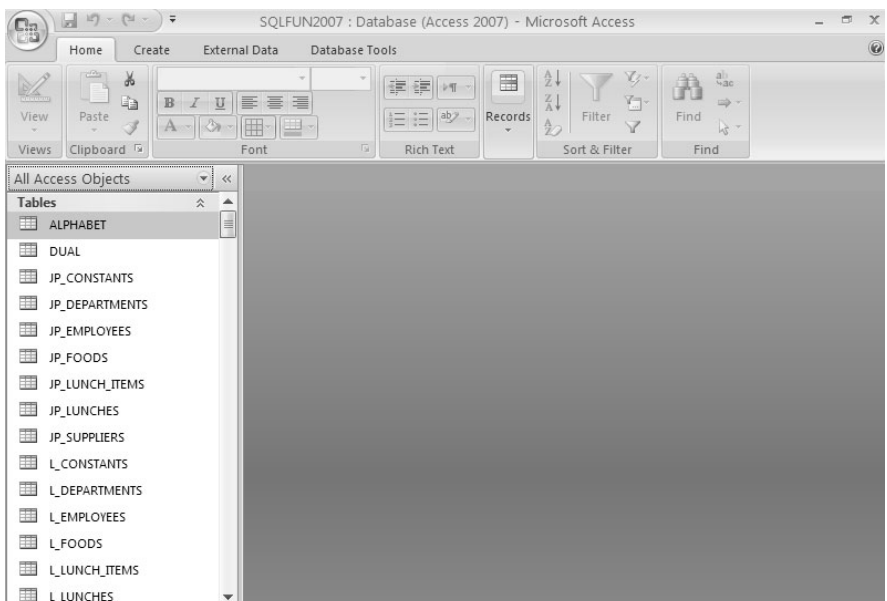 SQLFUN2007 : Database (Access 2007) - Microsoft Access
Home Create External Data Database Tools
View
Paste
B I U
A
Records
Filter
Find
Views Clipboard Font Rich Text Sort & Filter Find
All Access Objects
Tables
ALPHABET
DUAL
JP_CONSTANTS
JP_DEPARTMENTS
JP_EMPLOYEES
JP_FOODS
JP_LUNCH_ITEMS
JP_LUNCHES
JP_SUPPLIERS
L_CONSTANTS
L_DEPARTMENTS
L_EMPLOYEES
L_FOODS
L_LUNCH_ITEMS
L_LUNCHES